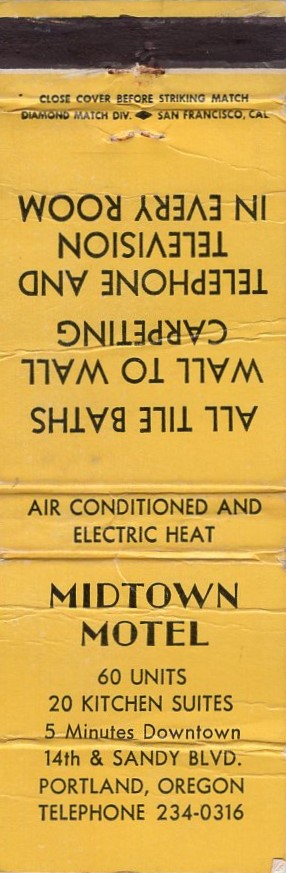 CLOSE COVER BEFORE STRIKING MATCH
DIAMOND MATCH DIV. SAN FRANCISCO, CAL
ALL TILE BATHS
WALL TO WALL
CARPETING
TELEPHONE AND
TELEVISION
IN EVERY ROOM
AIR CONDITIONED AND
ELECTRIC HEAT
MIDTOWN
MOTEL
60 UNITS
20 KITCHEN SUITES
5 Minutes Downtown
14th & SANDY BLVD.
PORTLAND, OREGON
TELEPHONE 234-0316